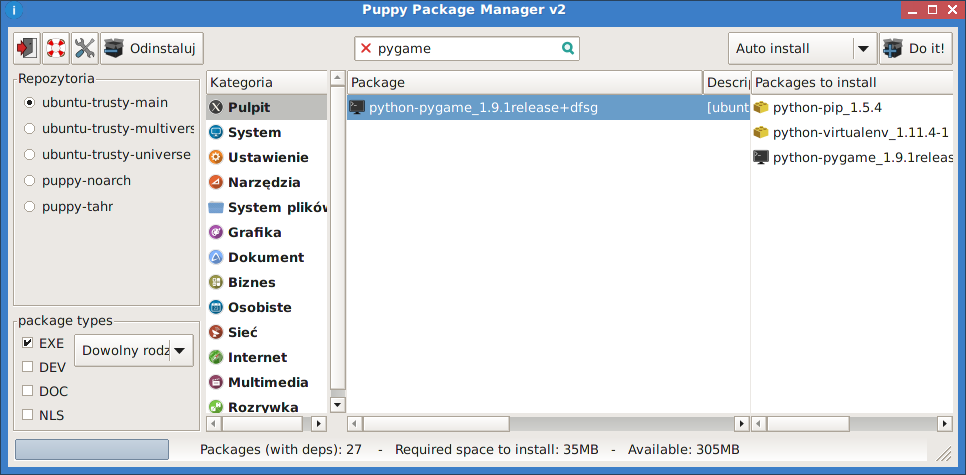 Puppy Package Manager v2
Odinstaluj
pygame
Auto install
Do it!
Repozytoria
ubuntu-trusty-main
ubuntu-trusty-multivers
ubuntu-trusty-universe
puppy-noarch
puppy-tahr
package types
EXE
Dowolny rodz
DEV
DOC
NLS
Kategoria
Pulpit
System
Ustawienie
Narzędzia
System plików
Grafika
Dokument
Biznes
Osobiste
Sieć
Internet
Multimedia
Rozrywka
Package
Descri
python-pygame_1.9.1release+dfsg
[ubunt
Packages to install
python-pip_1.5.4
python-virtualenv_1.11.4-1
python-pygame_1.9.1releas
Packages (with deps): 27 - Required space to install: 35MB - Available: 305MB